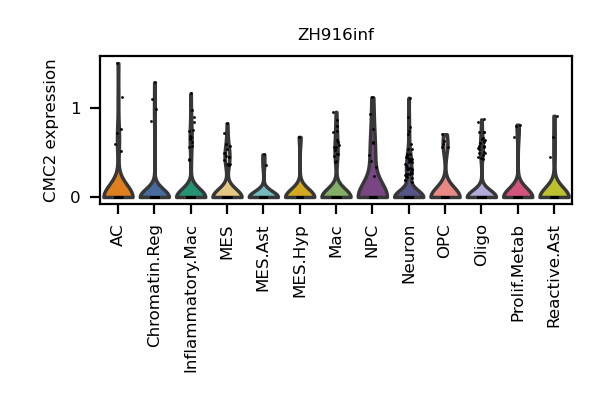 ZH916inf
CMC2 expression
1
0
AC
Chromatin.Reg
Inflammatory.Mac
MES
MES.Ast
MES.Hyp
Mac
NPC
Neuron
OPC
Oligo
Prolif.Metab
Reactive.Ast